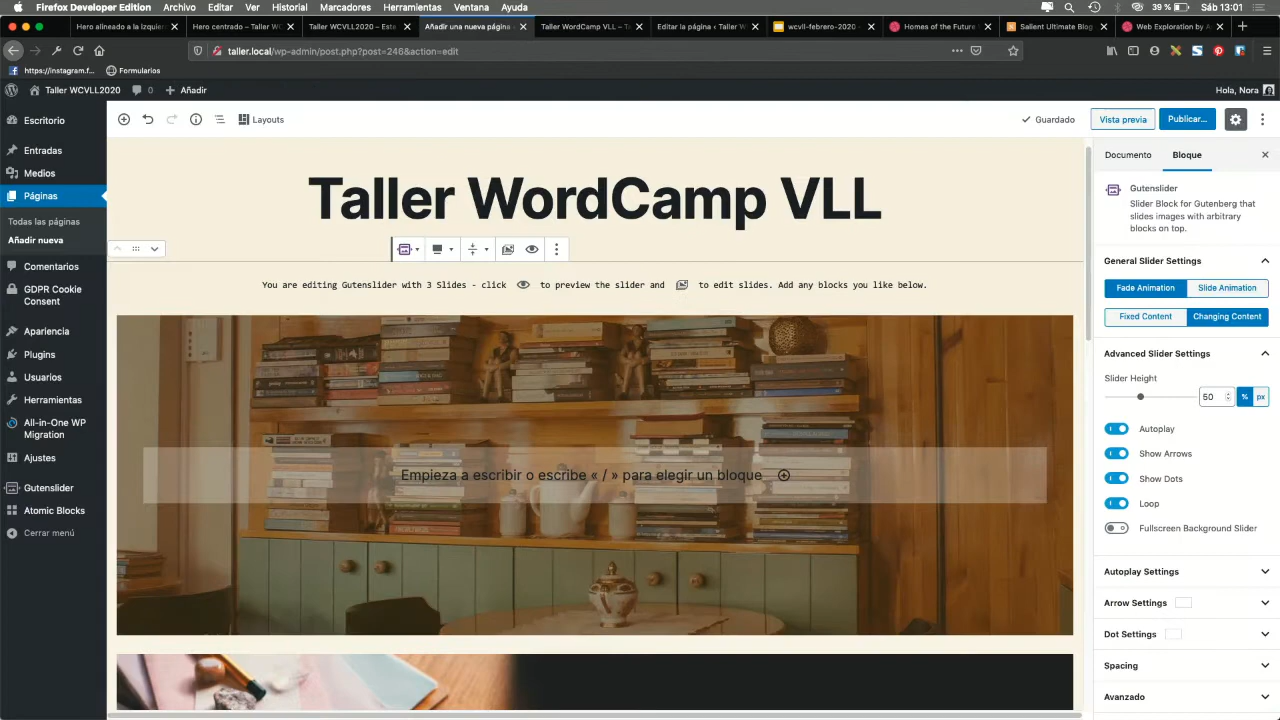 Firefox Developer Edition Archivo Editar Ver Historial Marcadores Herramientas Ventana Ayuda Sáb 13:01
Hero alineado a la izquier Hero centrado – Taller W Taller WCVLL2020 – Este Añadir una nueva página Taller WordCamp VLL – T Editar la página ‹ Taller W wcvll-febrero-2020 – Homes of the Future Salient Ultimate Blog Web Exploration by A
taller.local/wp-admin/post.php?post=246&action=edit
https://instagram.f... Formularios
Taller WCVLL2020 0 Añadir Hola, Nora
Escritorio
Entradas
Medios
Páginas
Todas las páginas
Añadir nueva
Comentarios
GDPR Cookie
Consent
Apariencia
Plugins
Usuarios
Herramientas
All-in-One WP
Migration
Ajustes
Gutenslider
Atomic Blocks
Cerrar menú
Layouts Guardado Vista previa Publicar...
Taller WordCamp VLL
You are editing Gutenslider with 3 Slides - click to preview the slider and to edit slides. Add any blocks you like below.
Empieza a escribir o escribe « / » para elegir un bloque
Documento Bloque
Gutenslider
Slider Block for Gutenberg that
slides images with arbitrary
blocks on top.
General Slider Settings
Fade Animation Slide Animation
Fixed Content Changing Content
Advanced Slider Settings
Slider Height
50 % px
Autoplay
Show Arrows
Show Dots
Loop
Fullscreen Background Slider
Autoplay Settings
Arrow Settings
Dot Settings
Spacing
Avanzado